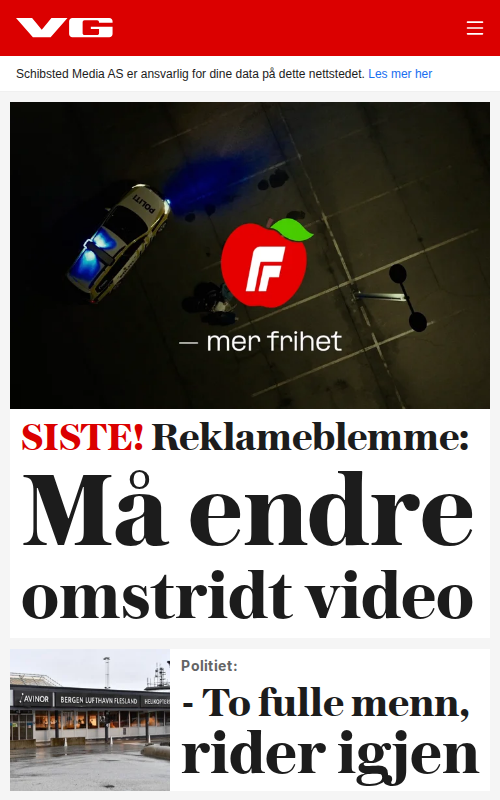 VG
Schibsted Media AS er ansvarlig for dine data på dette nettstedet. Les mer her
POLITI
— mer frihet
SISTE! Reklameblemme:
Må endre
omstridt video
AVINOR BERGEN LUFTHAVN FLESLAND HELIKOPTER
Politiet:
- To fulle menn,
rider igjen